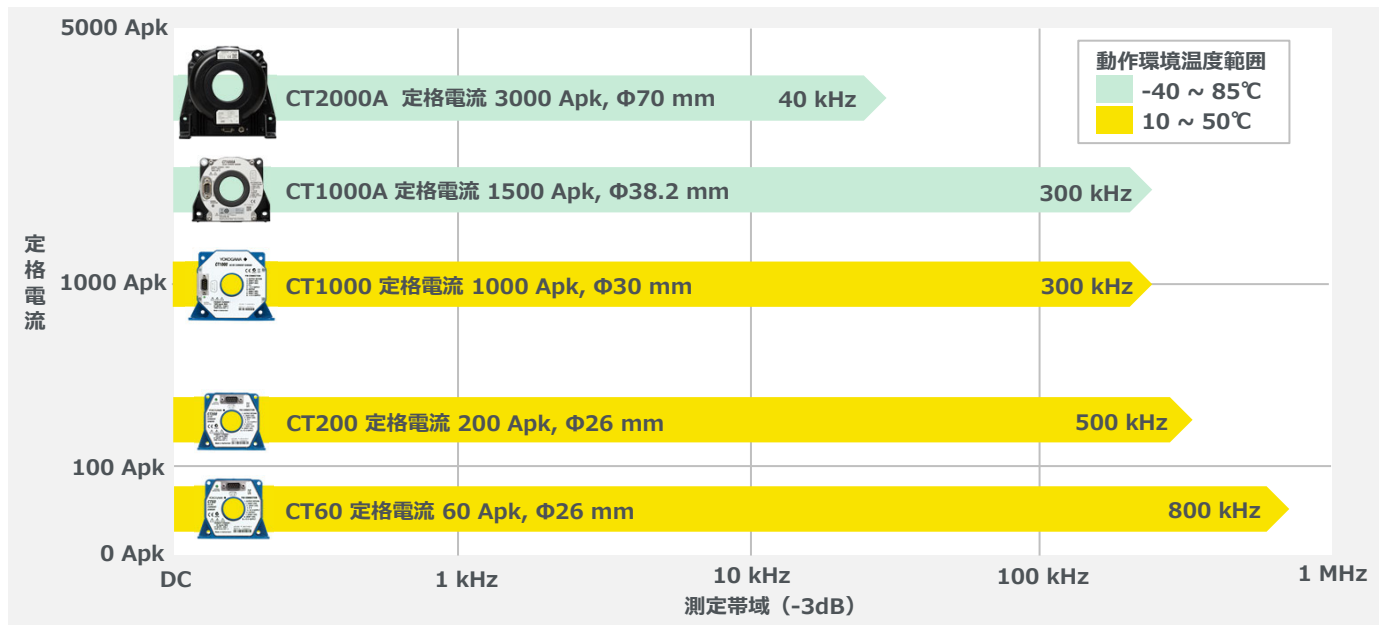 5000 Apk
動作環境温度範囲
-40 ~ 85℃
10 ~ 50℃
CT2000A 定格電流 3000 Apk, Φ70 mm 40 kHz
CT1000A 定格電流 1500 Apk, Φ38.2 mm 300 kHz
定格電流
1000 Apk
YOKOGAWA
CT1000 定格電流 1000 Apk, Φ30 mm 300 kHz
CT200 定格電流 200 Apk, Φ26 mm 500 kHz
100 Apk
CT60 定格電流 60 Apk, Φ26 mm 800 kHz
0 Apk
DC 1 kHz 10 kHz 100 kHz 1 MHz
測定帯域（-3dB）